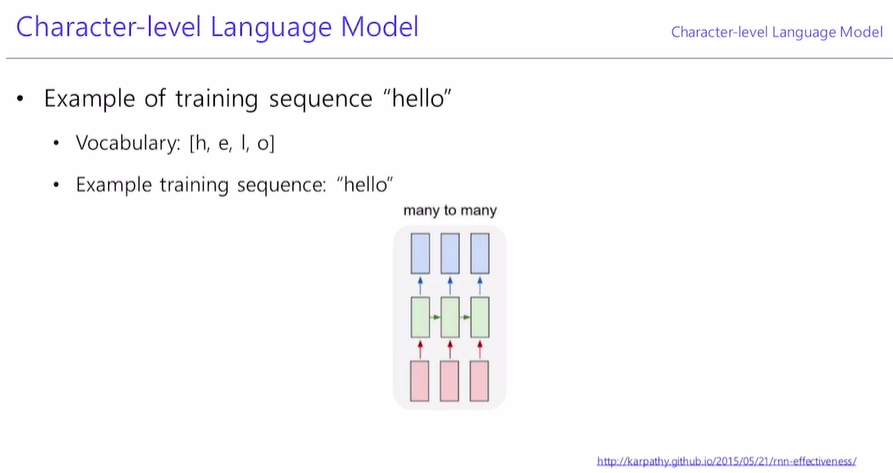 Character-level Language Model
Character-level Language Model
• Example of training sequence “hello”
• Vocabulary: [h, e, l, o]
• Example training sequence: “hello”
many to many
http://karpathy.github.io/2015/05/21/rnn-effectiveness/